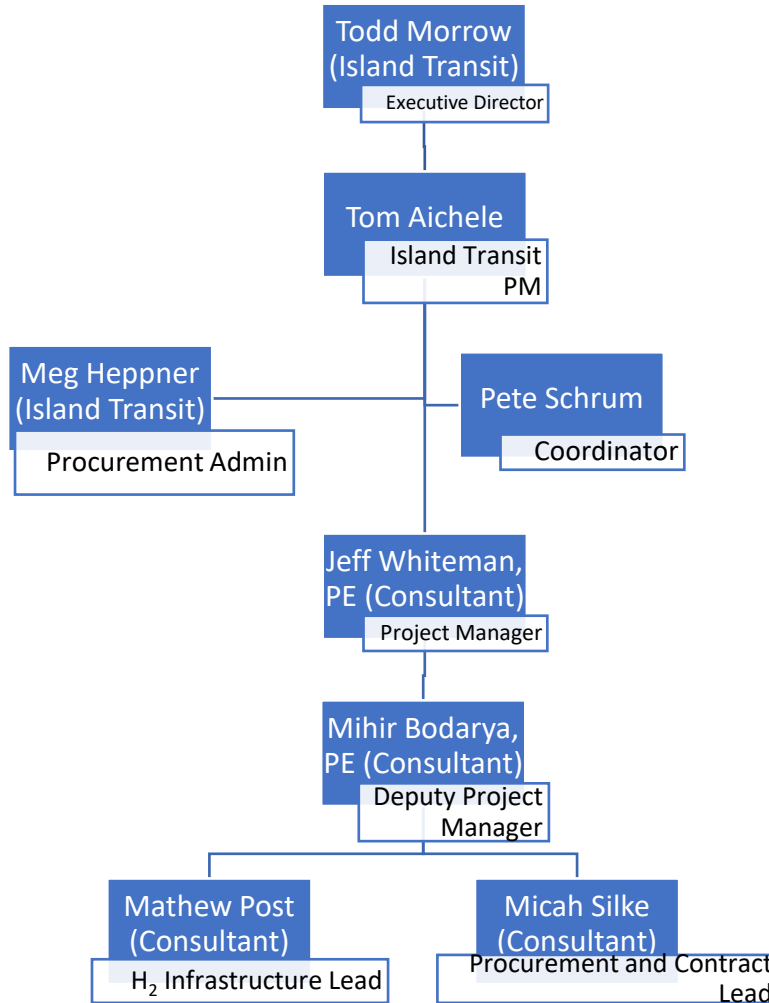 Todd Morrow
(Island Transit)
Executive Director
Tom Aichele
Island Transit
PM
Meg Heppner
(Island Transit)
Procurement Admin
Pete Schrum
Coordinator
Jeff Whiteman,
PE (Consultant)
Project Manager
Mihir Bodarya,
PE (Consultant)
Deputy Project
Manager
Mathew Post
(Consultant)
H₂ Infrastructure Lead
Micah Silke
(Consultant)
Procurement and Contract
Lead